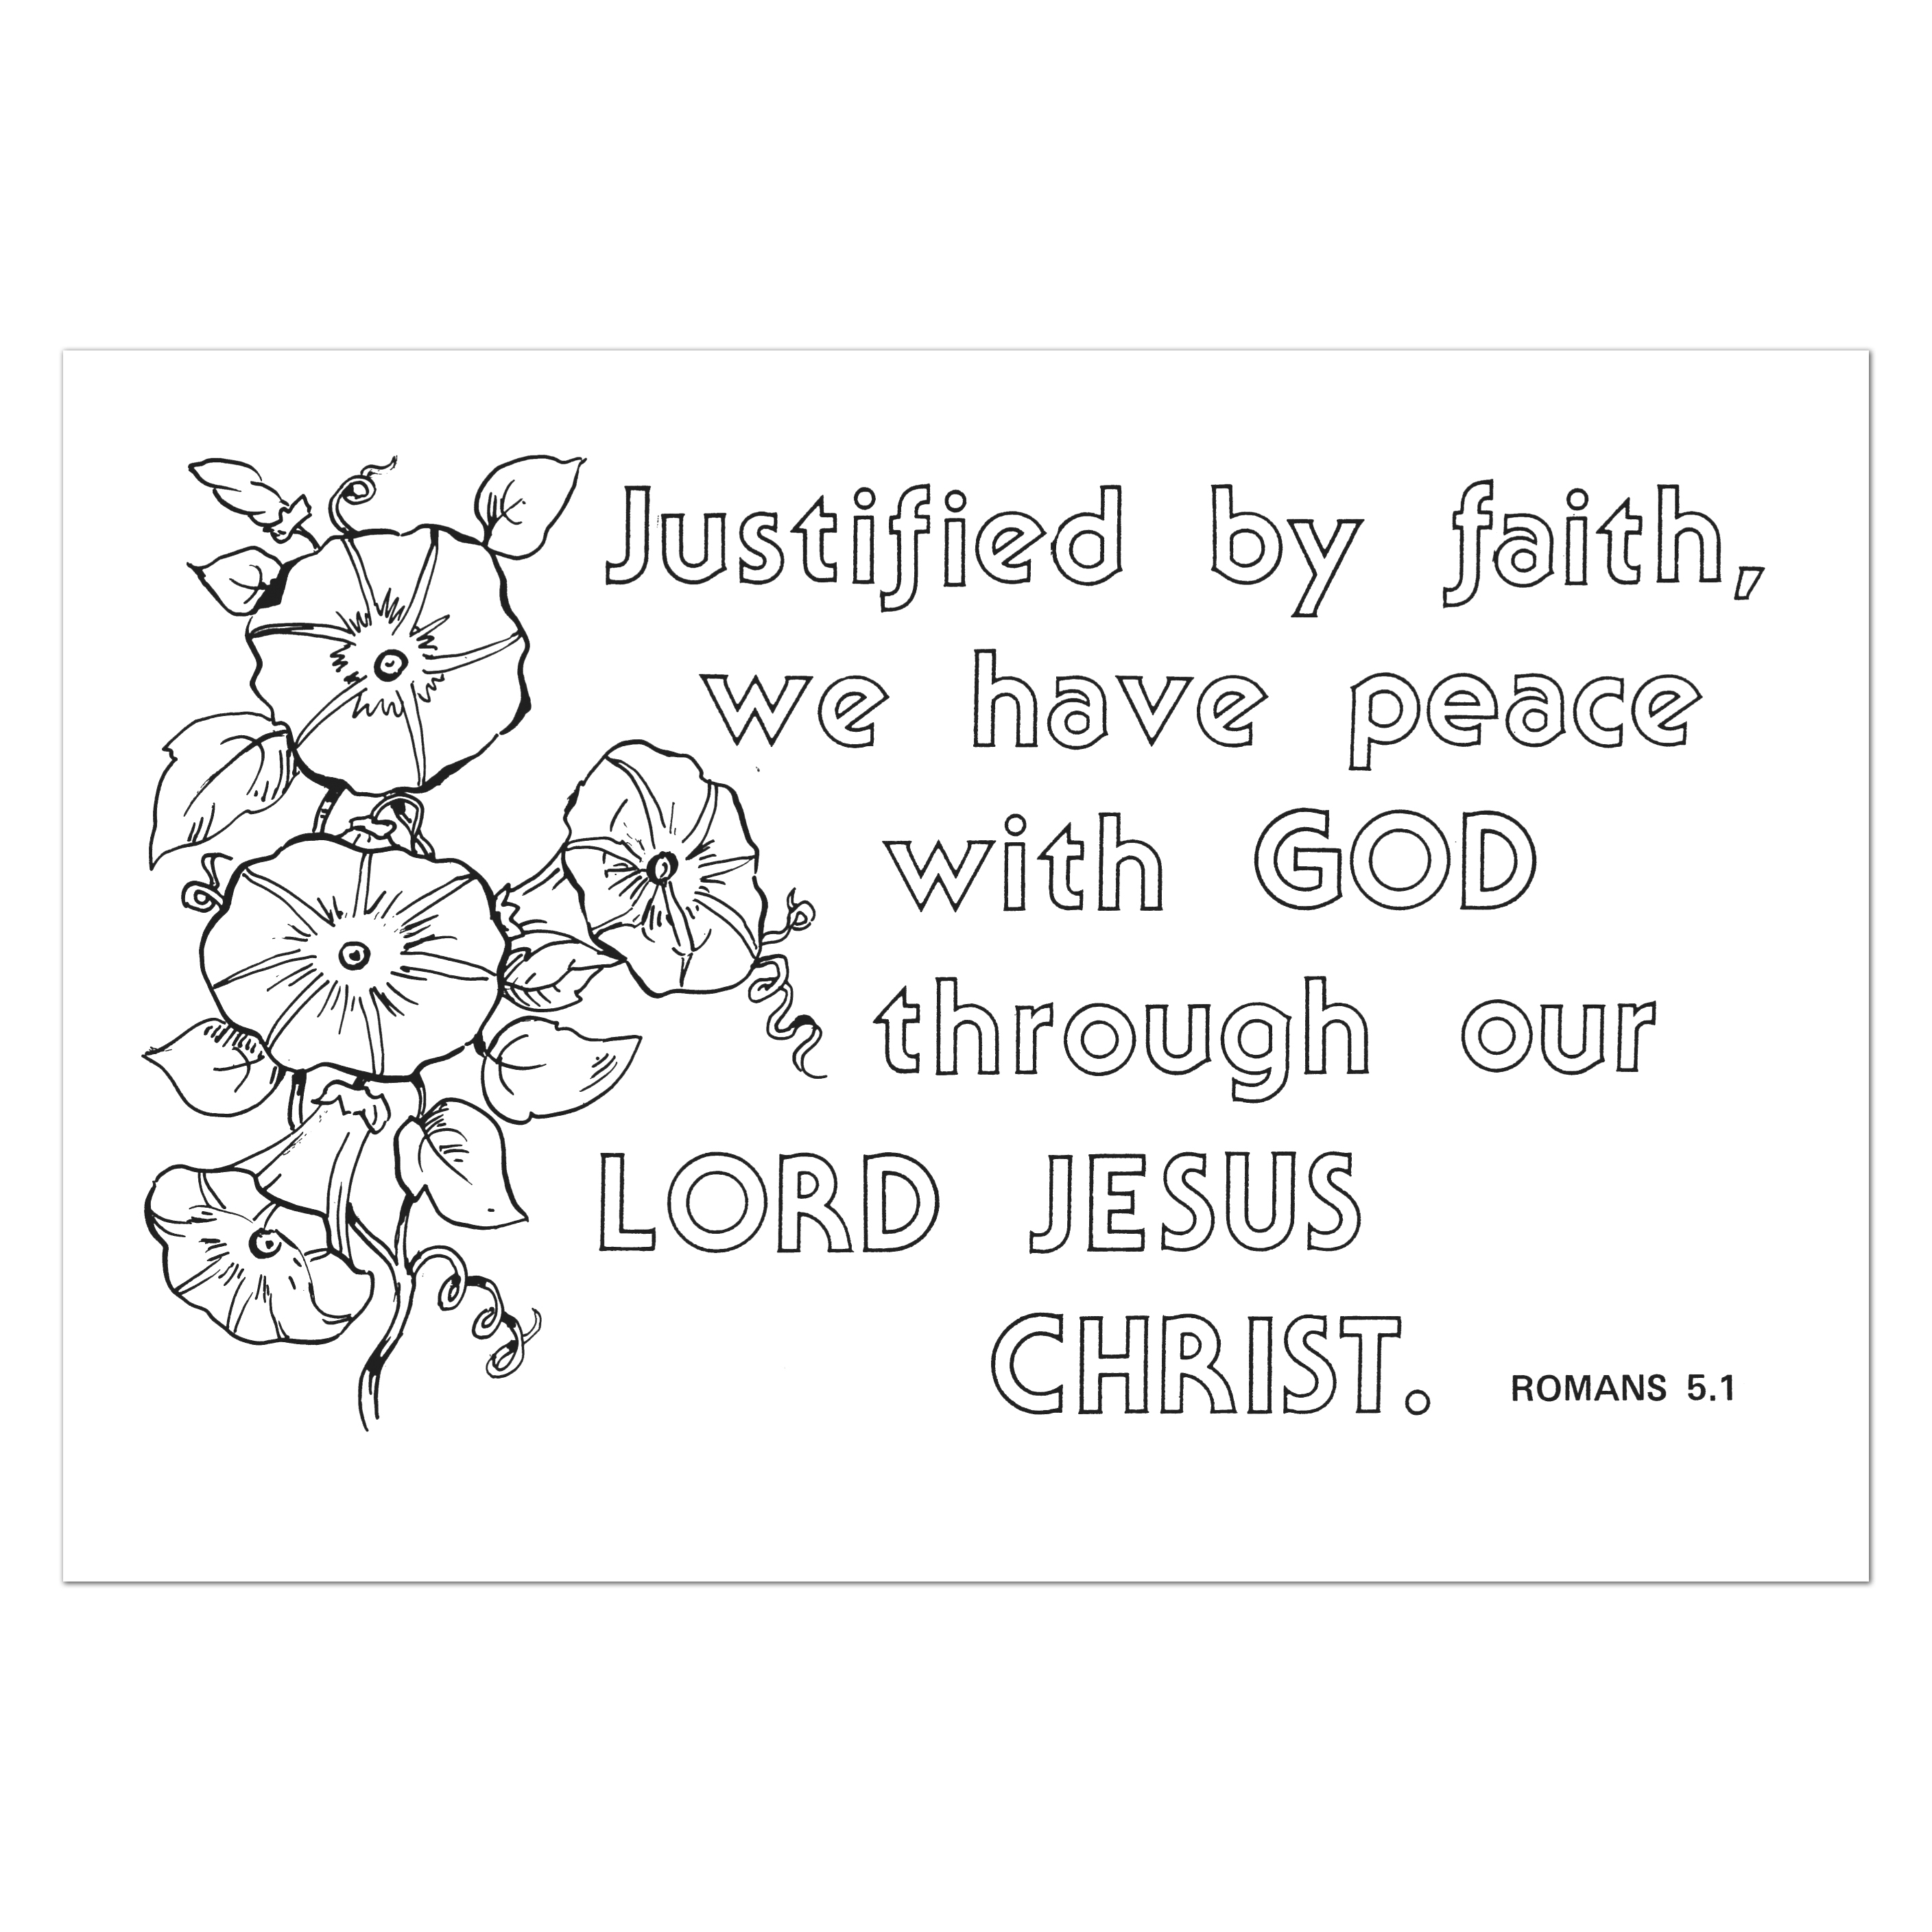 Justified by faith,
we have peace
with GOD
through our
LORD JESUS
CHRIST. ROMANS 5.1